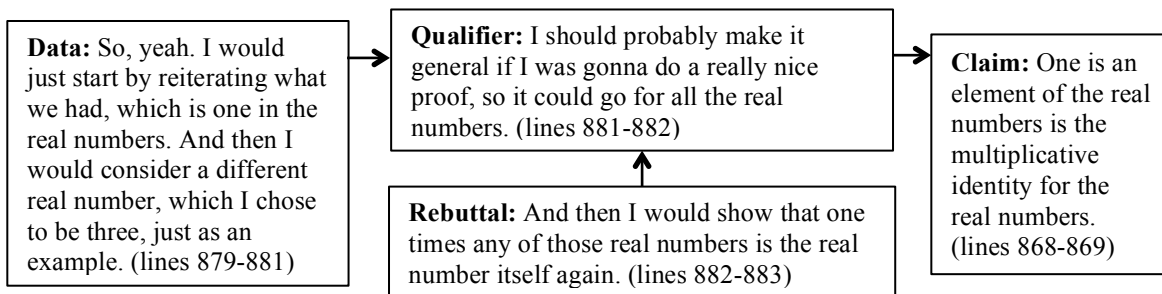 Data: So, yeah. I would
just start by reiterating what
we had, which is one in the
real numbers. And then I
would consider a different
real number, which I chose
to be three, just as an
example. (lines 879-881)
Qualifier: I should probably make it
general if I was gonna do a really nice
proof, so it could go for all the real
numbers. (lines 881-882)
Rebuttal: And then I would show that one
times any of those real numbers is the real
number itself again. (lines 882-883)
Claim: One is an
element of the real
numbers is the
multiplicative
identity for the
real numbers.
(lines 868-869)